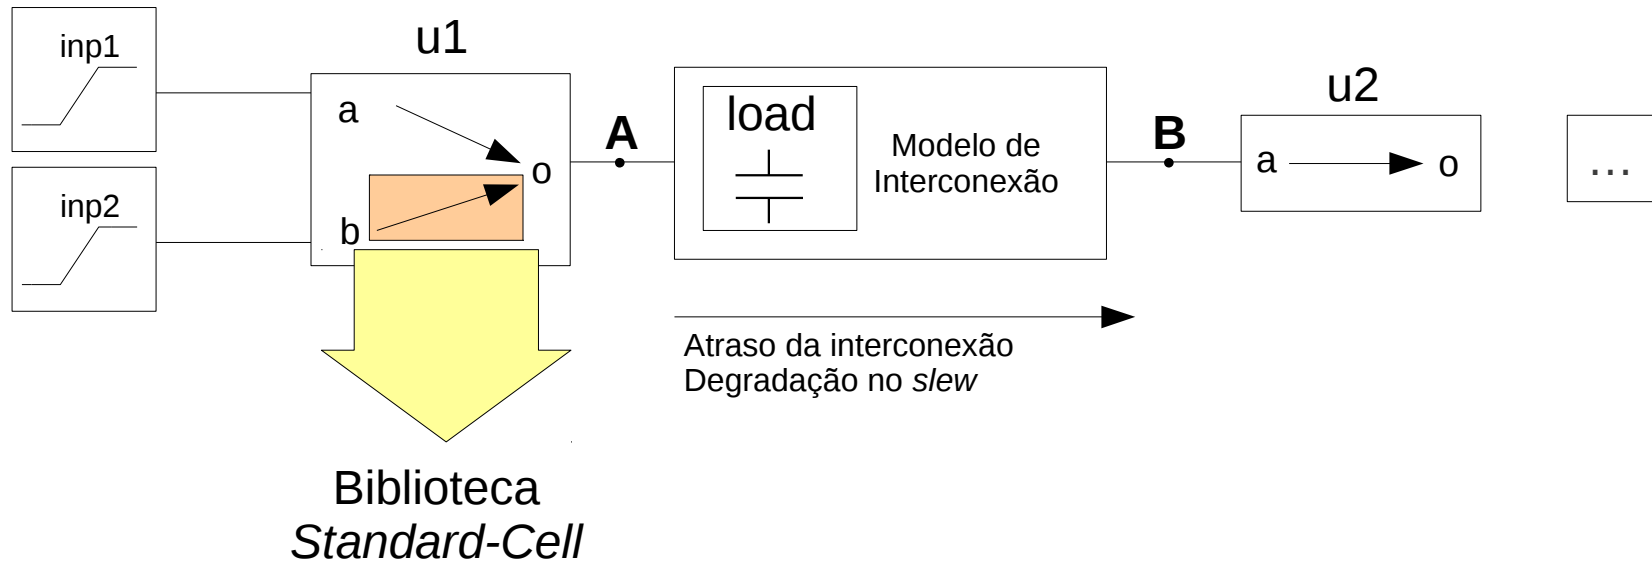 inp1
inp2
u1
a
b
o
A
load
Modelo de
Interconexão
B
u2
a
o
...
Atraso da interconexão
Degradação no slew
Biblioteca
Standard-Cell